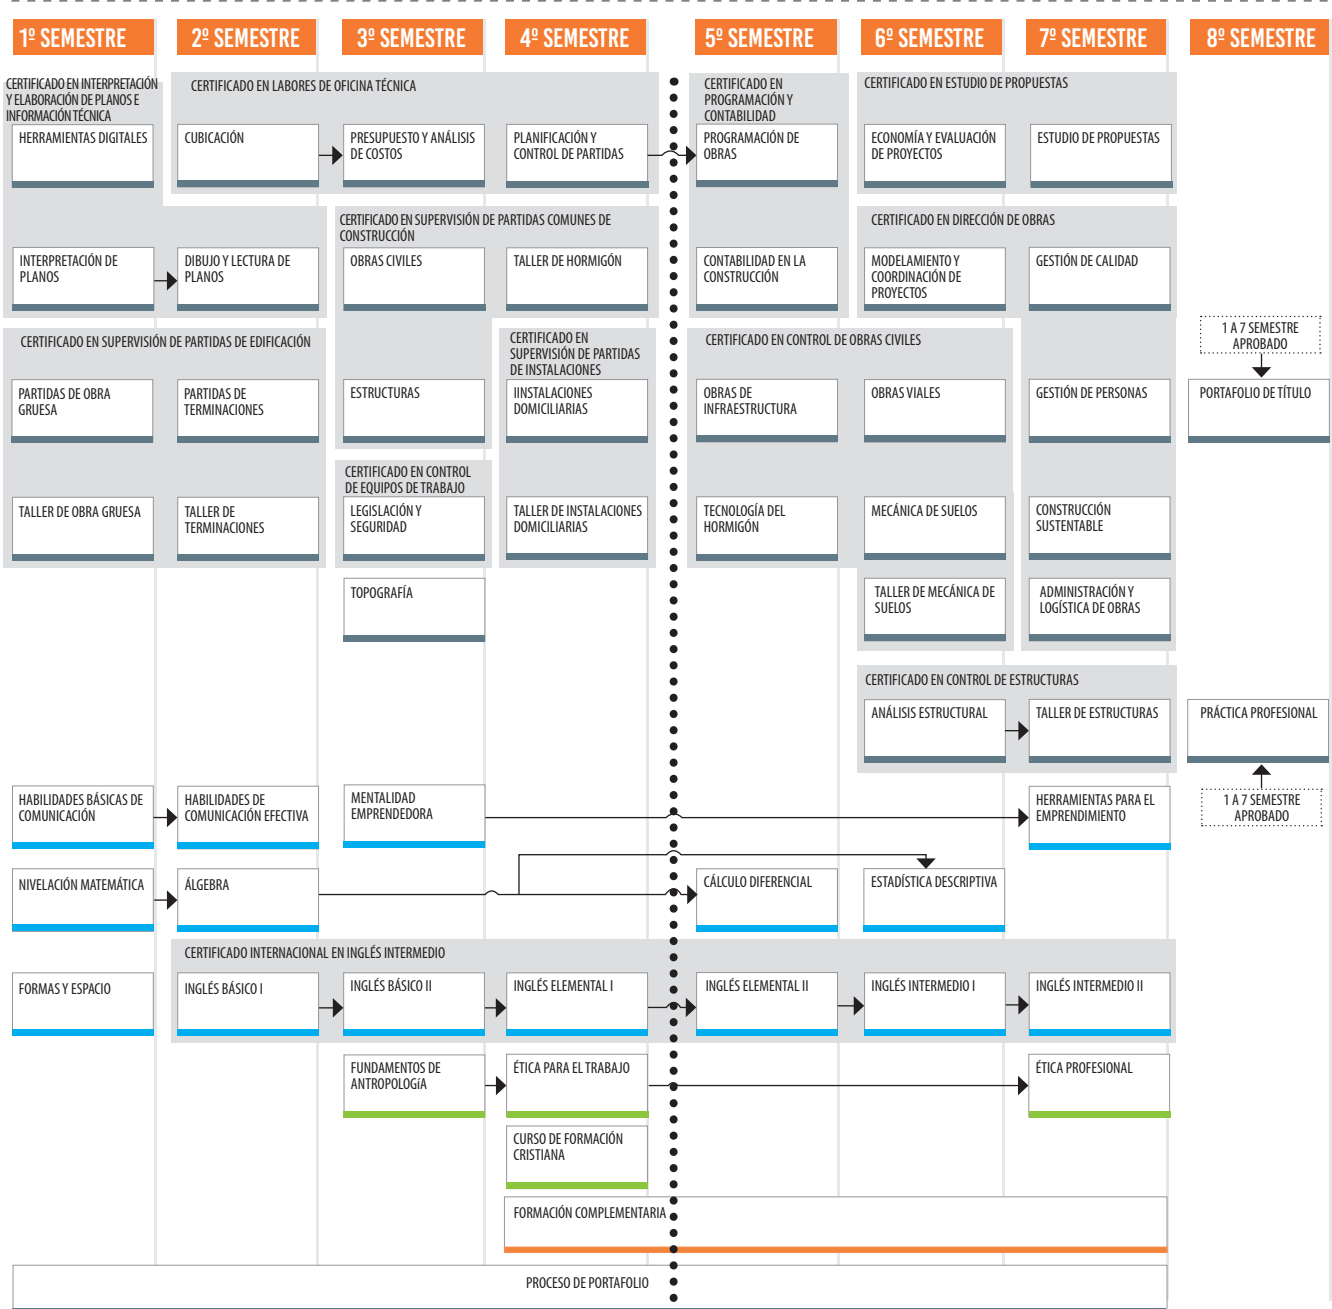 1º SEMESTRE
2º SEMESTRE
3º SEMESTRE
4º SEMESTRE
5º SEMESTRE
6º SEMESTRE
7º SEMESTRE
8º SEMESTRE
CERTIFICADO EN INTERPRETACIÓN
Y ELABORACIÓN DE PLANOS E
INFORMACIÓN TÉCNICA
CERTIFICADO EN LABORES DE OFICINA TÉCNICA
CERTIFICADO EN
PROGRAMACIÓN Y
CONTABILIDAD
CERTIFICADO EN ESTUDIO DE PROPUESTAS
HERRAMIENTAS DIGITALES
CUBICACIÓN
PRESUPUESTO Y ANÁLISIS
DE COSTOS
PLANIFICACIÓN Y
CONTROL DE PARTIDAS
PROGRAMACIÓN DE
OBRAS
ECONOMÍA Y EVALUACIÓN
DE PROYECTOS
ESTUDIO DE PROPUESTAS
CERTIFICADO EN SUPERVISIÓN DE PARTIDAS COMUNES DE
CONSTRUCCIÓN
CERTIFICADO EN DIRECCIÓN DE OBRAS
INTERPRETACIÓN DE
PLANOS
DIBUJO Y LECTURA DE
PLANOS
OBRAS CIVILES
TALLER DE HORMIGÓN
CONTABILIDAD EN LA
CONSTRUCCIÓN
MODELAMIENTO Y
COORDINACIÓN DE
PROYECTOS
GESTIÓN DE CALIDAD
CERTIFICADO EN SUPERVISIÓN DE PARTIDAS DE EDIFICACIÓN
CERTIFICADO EN
SUPERVISIÓN DE PARTIDAS
DE INSTALACIONES
CERTIFICADO EN CONTROL DE OBRAS CIVILES
1 A 7 SEMESTRE
APROBADO
PARTIDAS DE OBRA
GRUESA
PARTIDAS DE
TERMINACIONES
ESTRUCTURAS
IINSTALACIONES
DOMICILIARIAS
OBRAS DE
INFRAESTRUCTURA
OBRAS VIALES
GESTIÓN DE PERSONAS
PORTAFOLIO DE TÍTULO
CERTIFICADO EN CONTROL
DE EQUIPOS DE TRABAJO
TALLER DE OBRA GRUESA
TALLER DE
TERMINACIONES
LEGISLACIÓN Y
SEGURIDAD
TALLER DE INSTALACIONES
DOMICILIARIAS
TECNOLOGÍA DEL
HORMIGÓN
MECÁNICA DE SUELOS
CONSTRUCCIÓN
SUSTENTABLE
TOPOGRAFÍA
TALLER DE MECÁNICA DE
SUELOS
ADMINISTRACIÓN Y
LOGÍSTICA DE OBRAS
CERTIFICADO EN CONTROL DE ESTRUCTURAS
ANÁLISIS ESTRUCTURAL
TALLER DE ESTRUCTURAS
PRÁCTICA PROFESIONAL
HABILIDADES BÁSICAS DE
COMUNICACIÓN
HABILIDADES DE
COMUNICACIÓN EFECTIVA
MENTALIDAD
EMPRENDEDORA
HERRAMIENTAS PARA EL
EMPRENDIMIENTO
1 A 7 SEMESTRE
APROBADO
NIVELACIÓN MATEMÁTICA
ÁLGEBRA
CÁLCULO DIFERENCIAL
ESTADÍSTICA DESCRIPTIVA
CERTIFICADO INTERNACIONAL EN INGLÉS INTERMEDIO
FORMAS Y ESPACIO
INGLÉS BÁSICO I
INGLÉS BÁSICO II
INGLÉS ELEMENTAL I
INGLÉS ELEMENTAL II
INGLÉS INTERMEDIO I
INGLÉS INTERMEDIO II
FUNDAMENTOS DE
ANTROPOLOGíA
ÉTICA PARA EL TRABAJO
ÉTICA PROFESIONAL
CURSO DE FORMACIÓN
CRISTIANA
FORMACIÓN COMPLEMENTARIA
PROCESO DE PORTAFOLIO